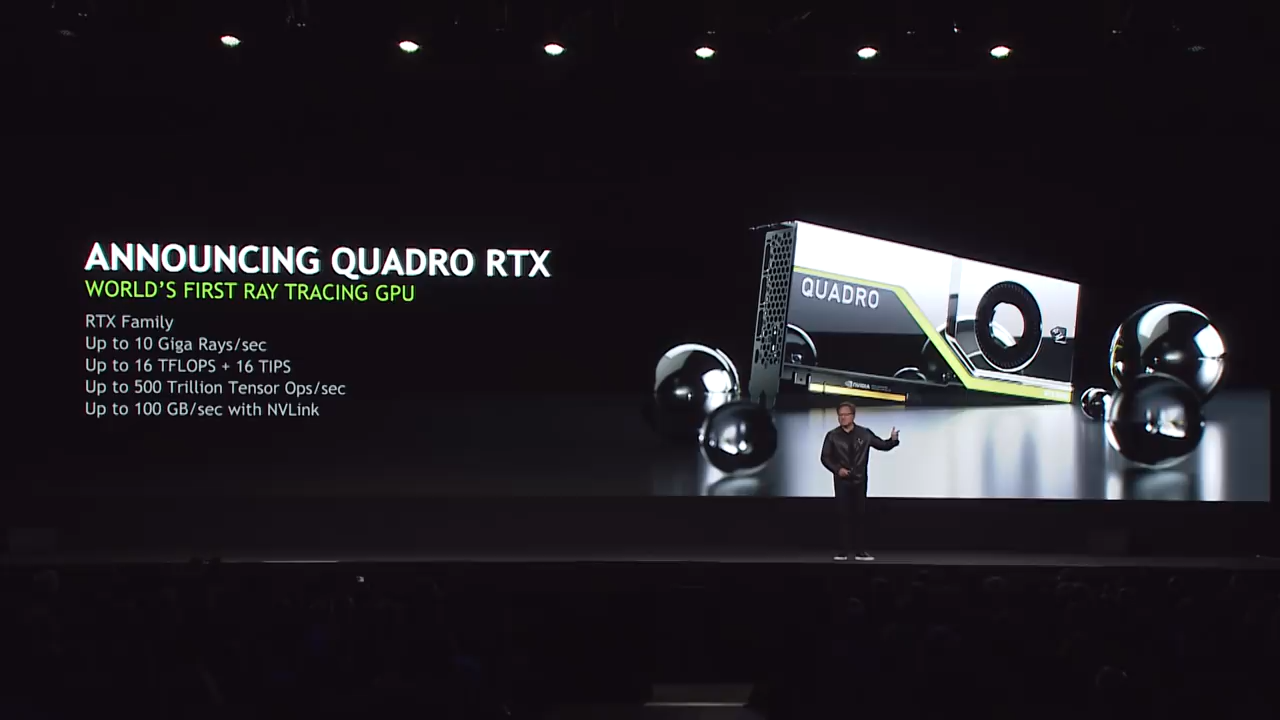 ANNOUNCING QUADRO RTX
WORLD'S FIRST RAY TRACING GPU
RTX Family
Up to 10 Giga Rays/sec
Up to 16 TFLOPS + 16 TIPS
Up to 500 Trillion Tensor Ops/sec
Up to 100 GB/sec with NVLink
QUADRO
NVIDIA